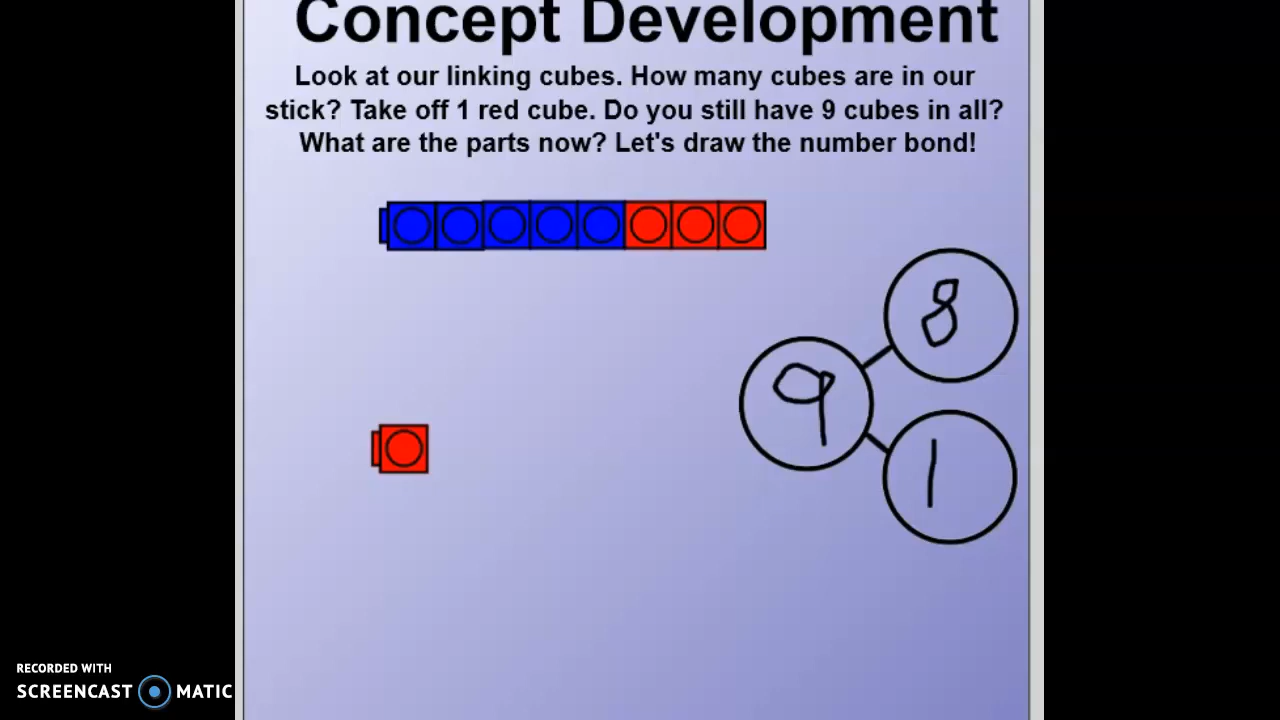 Concept Development
Look at our linking cubes. How many cubes are in our
stick? Take off 1 red cube. Do you still have 9 cubes in all?
What are the parts now? Let's draw the number bond!
8
9
1
RECORDED WITH
SCREENCAST MATIC